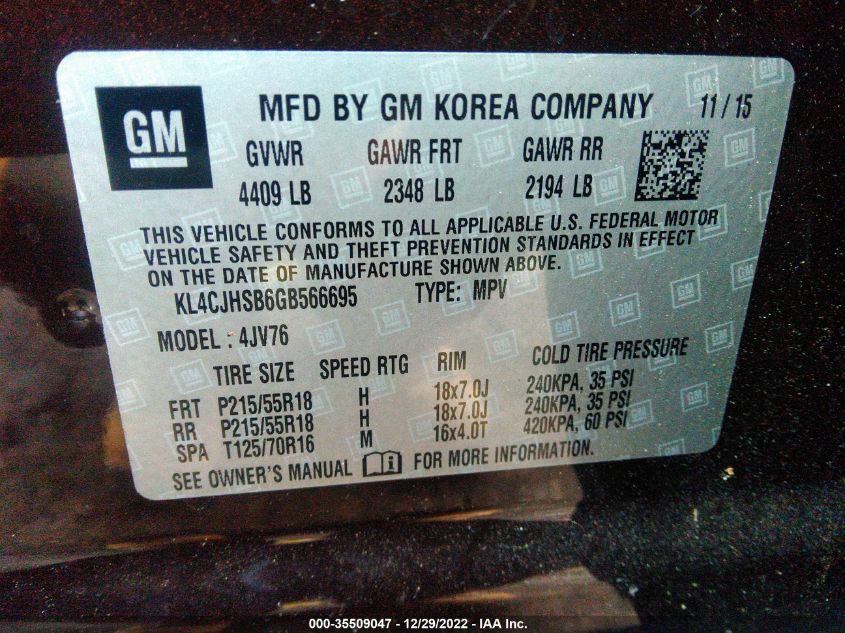 GM
MFD BY GM KOREA COMPANY 11/15
GVWR GAWR FRT GAWR RR
4409 LB 2348 LB 2194 LB
THIS VEHICLE CONFORMS TO ALL APPLICABLE U.S. FEDERAL MOTOR
VEHICLE SAFETY AND THEFT PREVENTION STANDARDS IN EFFECT
ON THE DATE OF MANUFACTURE SHOWN ABOVE.
KL4CJHSB6GB566695 TYPE: MPV
MODEL : 4JV76
TIRE SIZE SPEED RTG RIM COLD TIRE PRESSURE
FRT P215/55R18 H 18x7.0J 240KPA, 35 PSI
RR P215/55R18 H 18x7.0J 240KPA, 35 PSI
SPA T125/70R16 M 16x4.0T 420KPA, 60 PSI
SEE OWNER'S MANUAL FOR MORE INFORMATION.
000-35509047 - 12/29/2022 - IAA Inc.